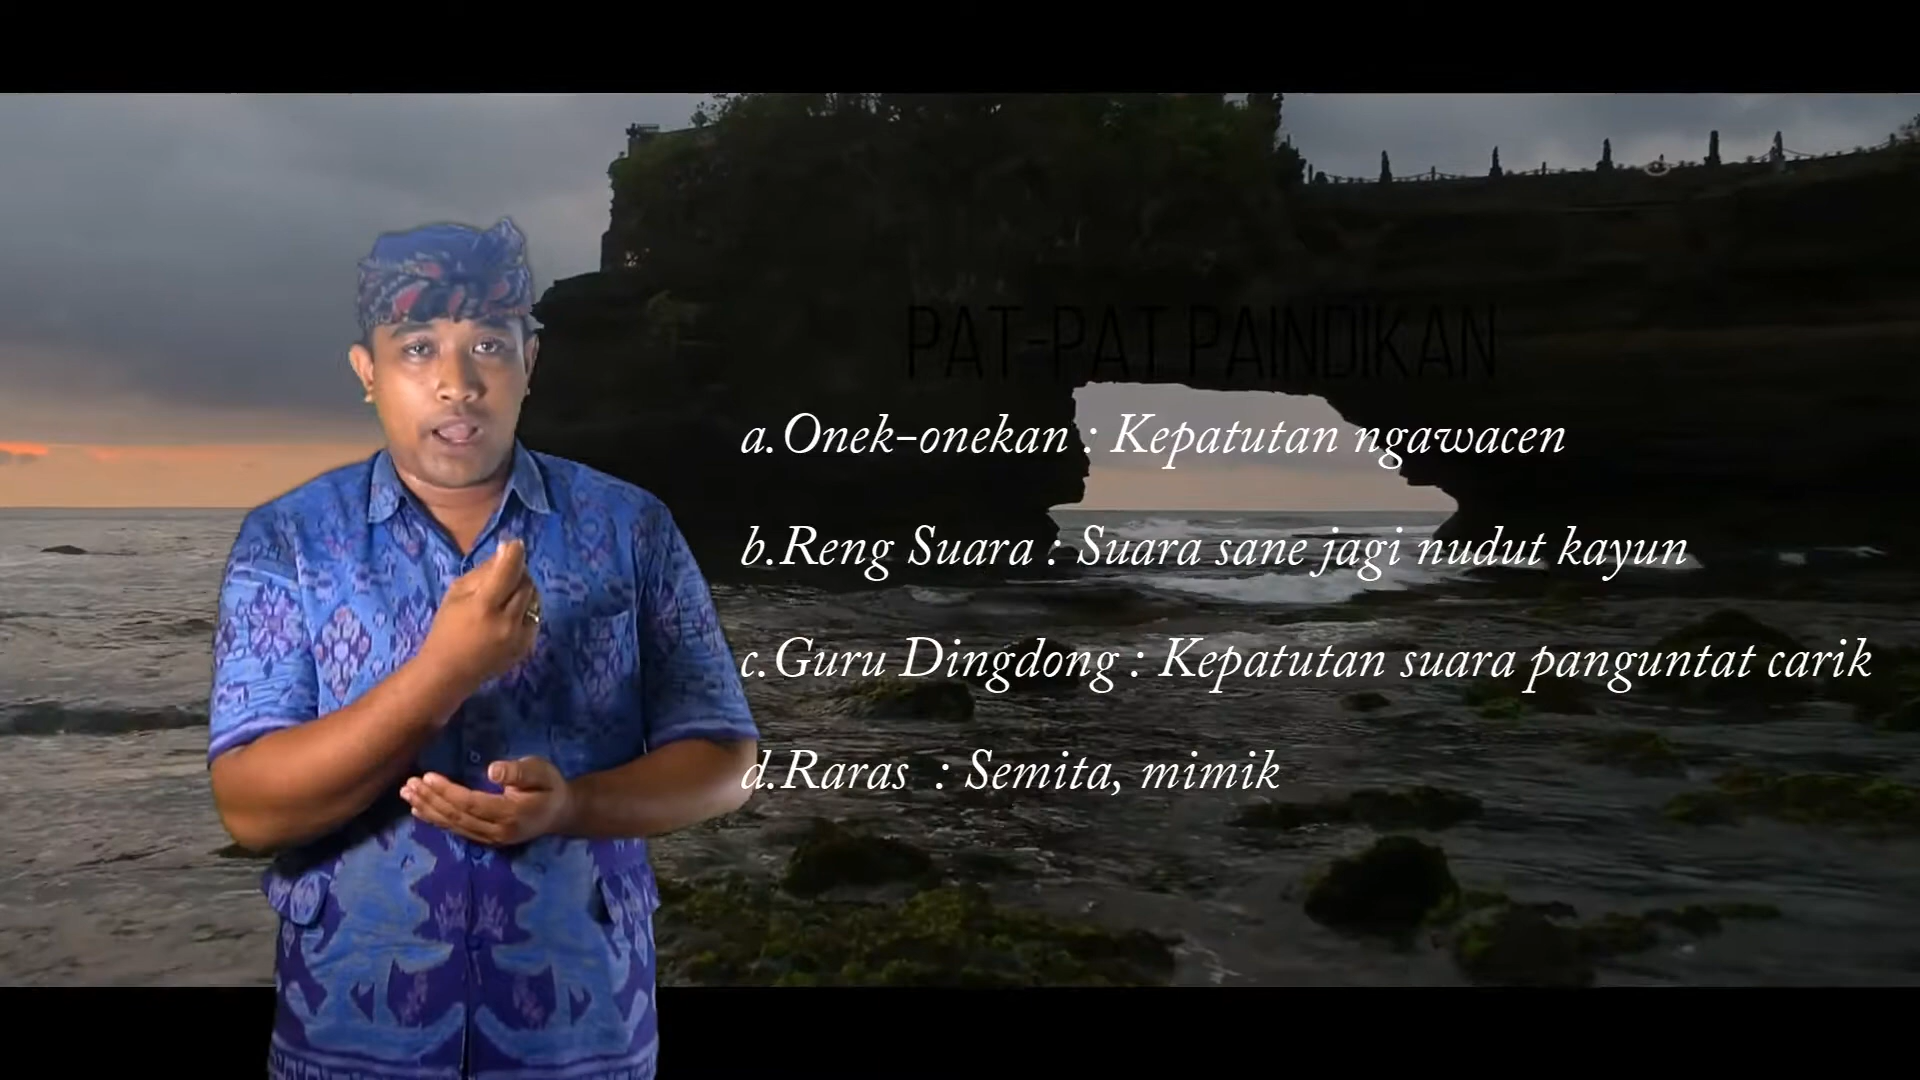 PAT-PAT PAINDIKAN
a.Onek-onekan : Kepatutan ngawacen
b.Reng Suara : Suara sane jagi nudut kayun
c.Guru Dingdong : Kepatutan suara panguntat carik
d.Raras : Semita, mimik